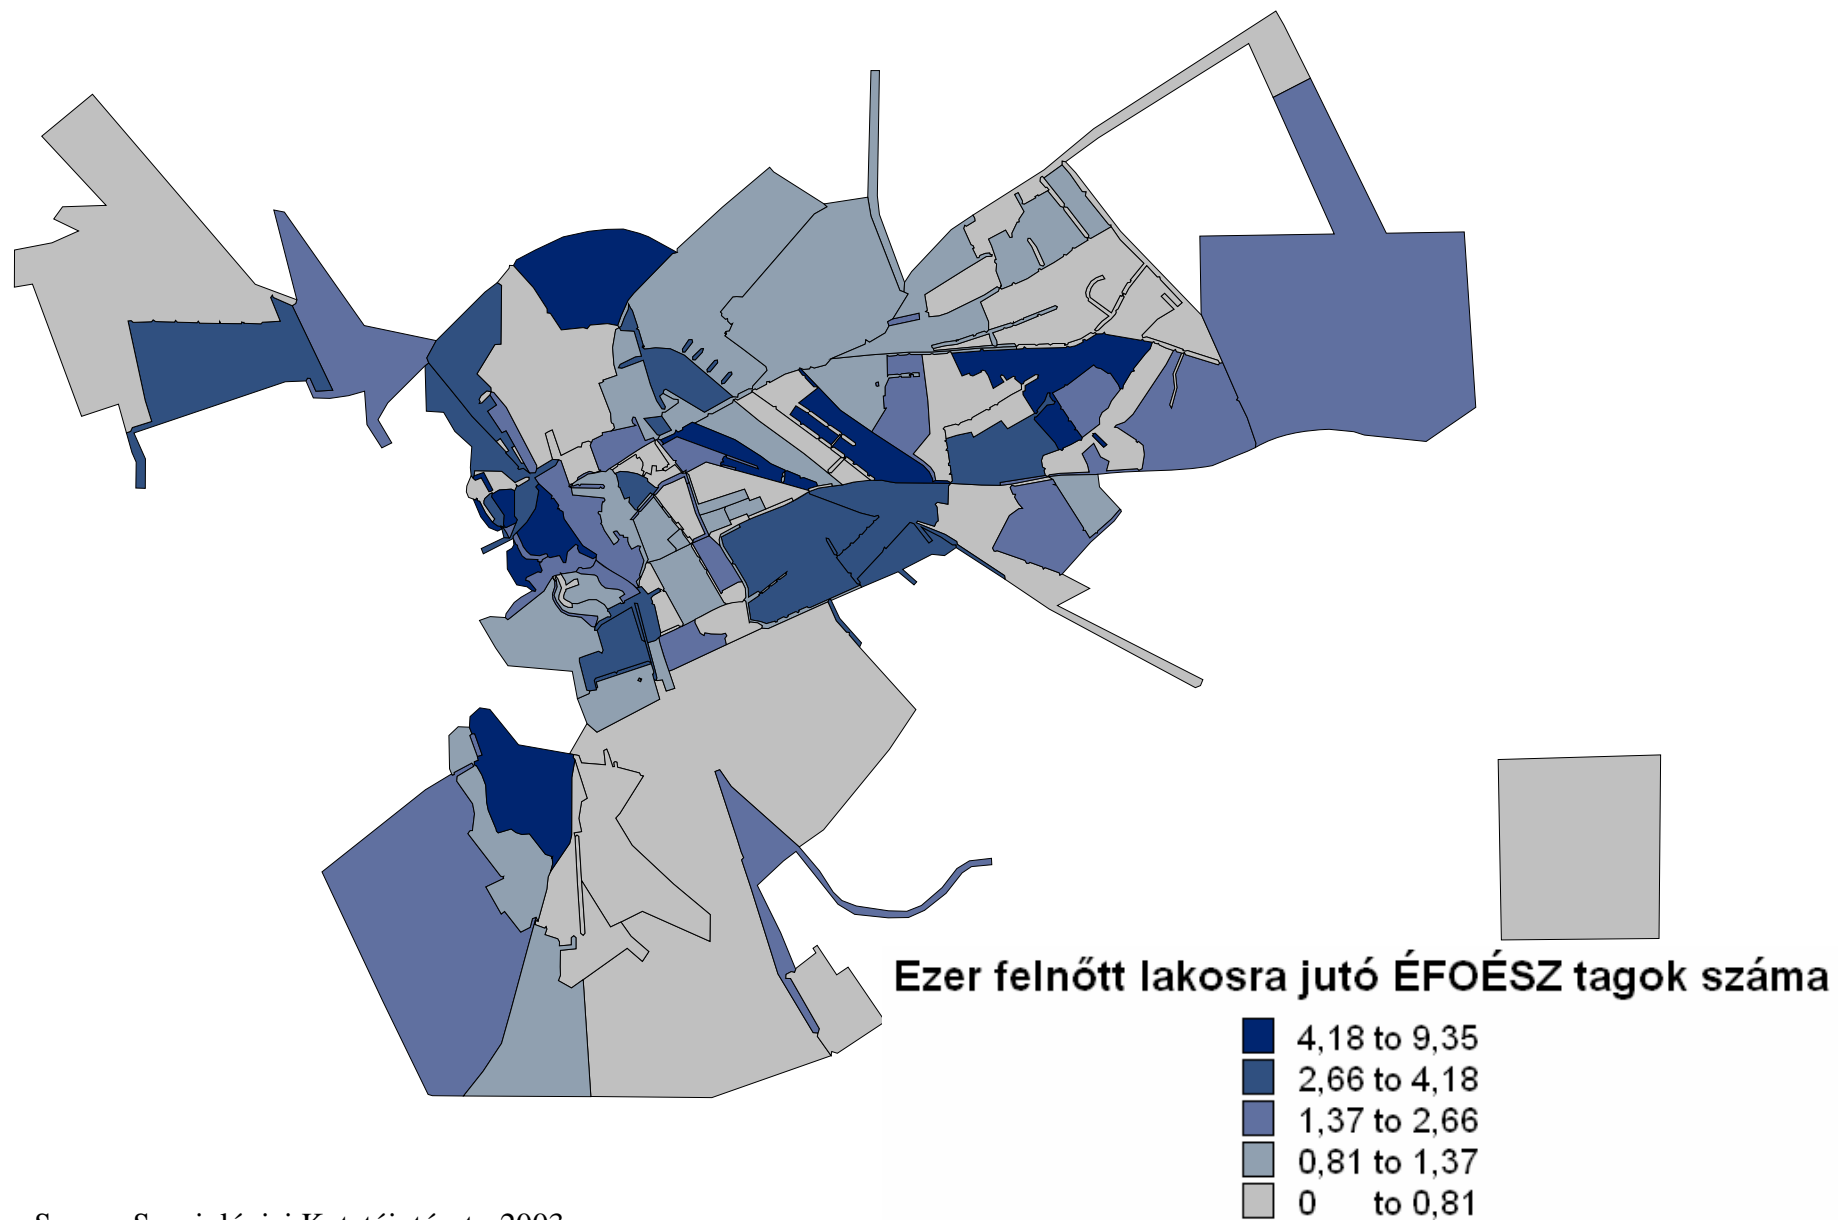 Ezer felnőtt lakosra jutó ÉFOÉSZ tagok száma
4,18 to 9,35
2,66 to 4,18
1,37 to 2,66
0,81 to 1,37
0 to 0,81
2003